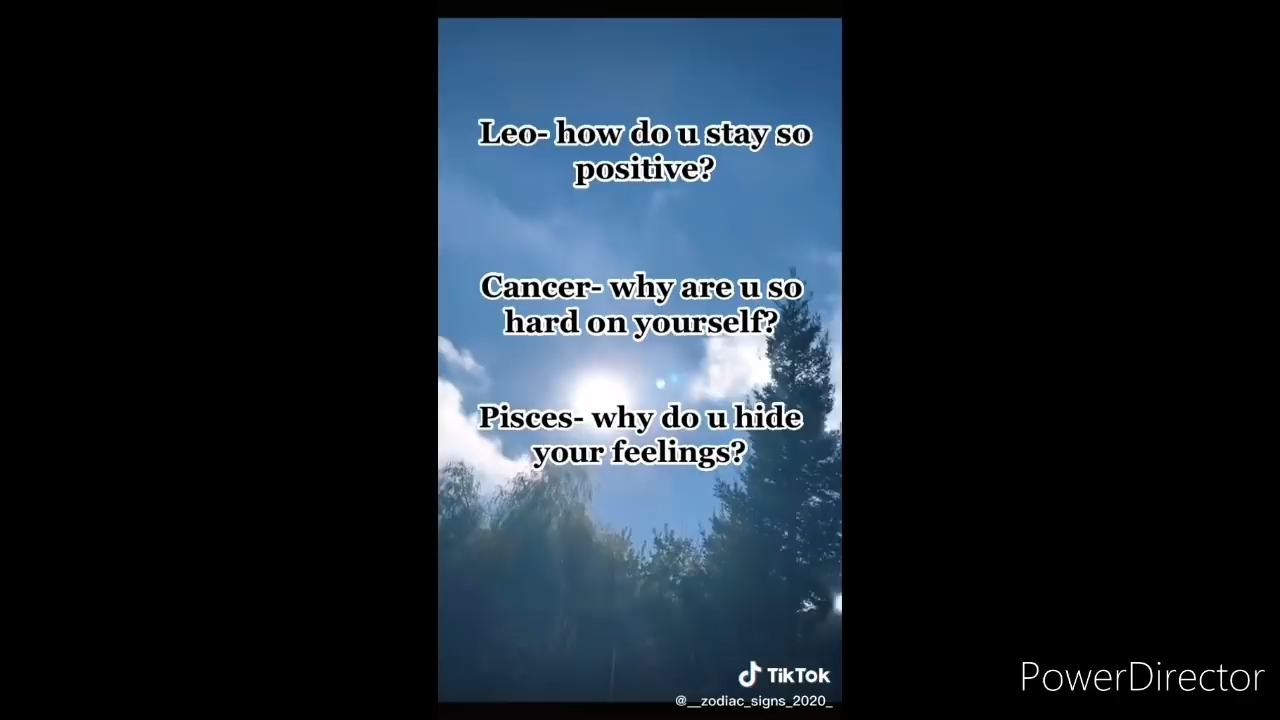 Leo- how do u stay so
positive?
Cancer- why are u so
hard on yourself?
Pisces- why do u hide
your feelings?
TikTok
@__zodiac_signs_2020_
PowerDirector